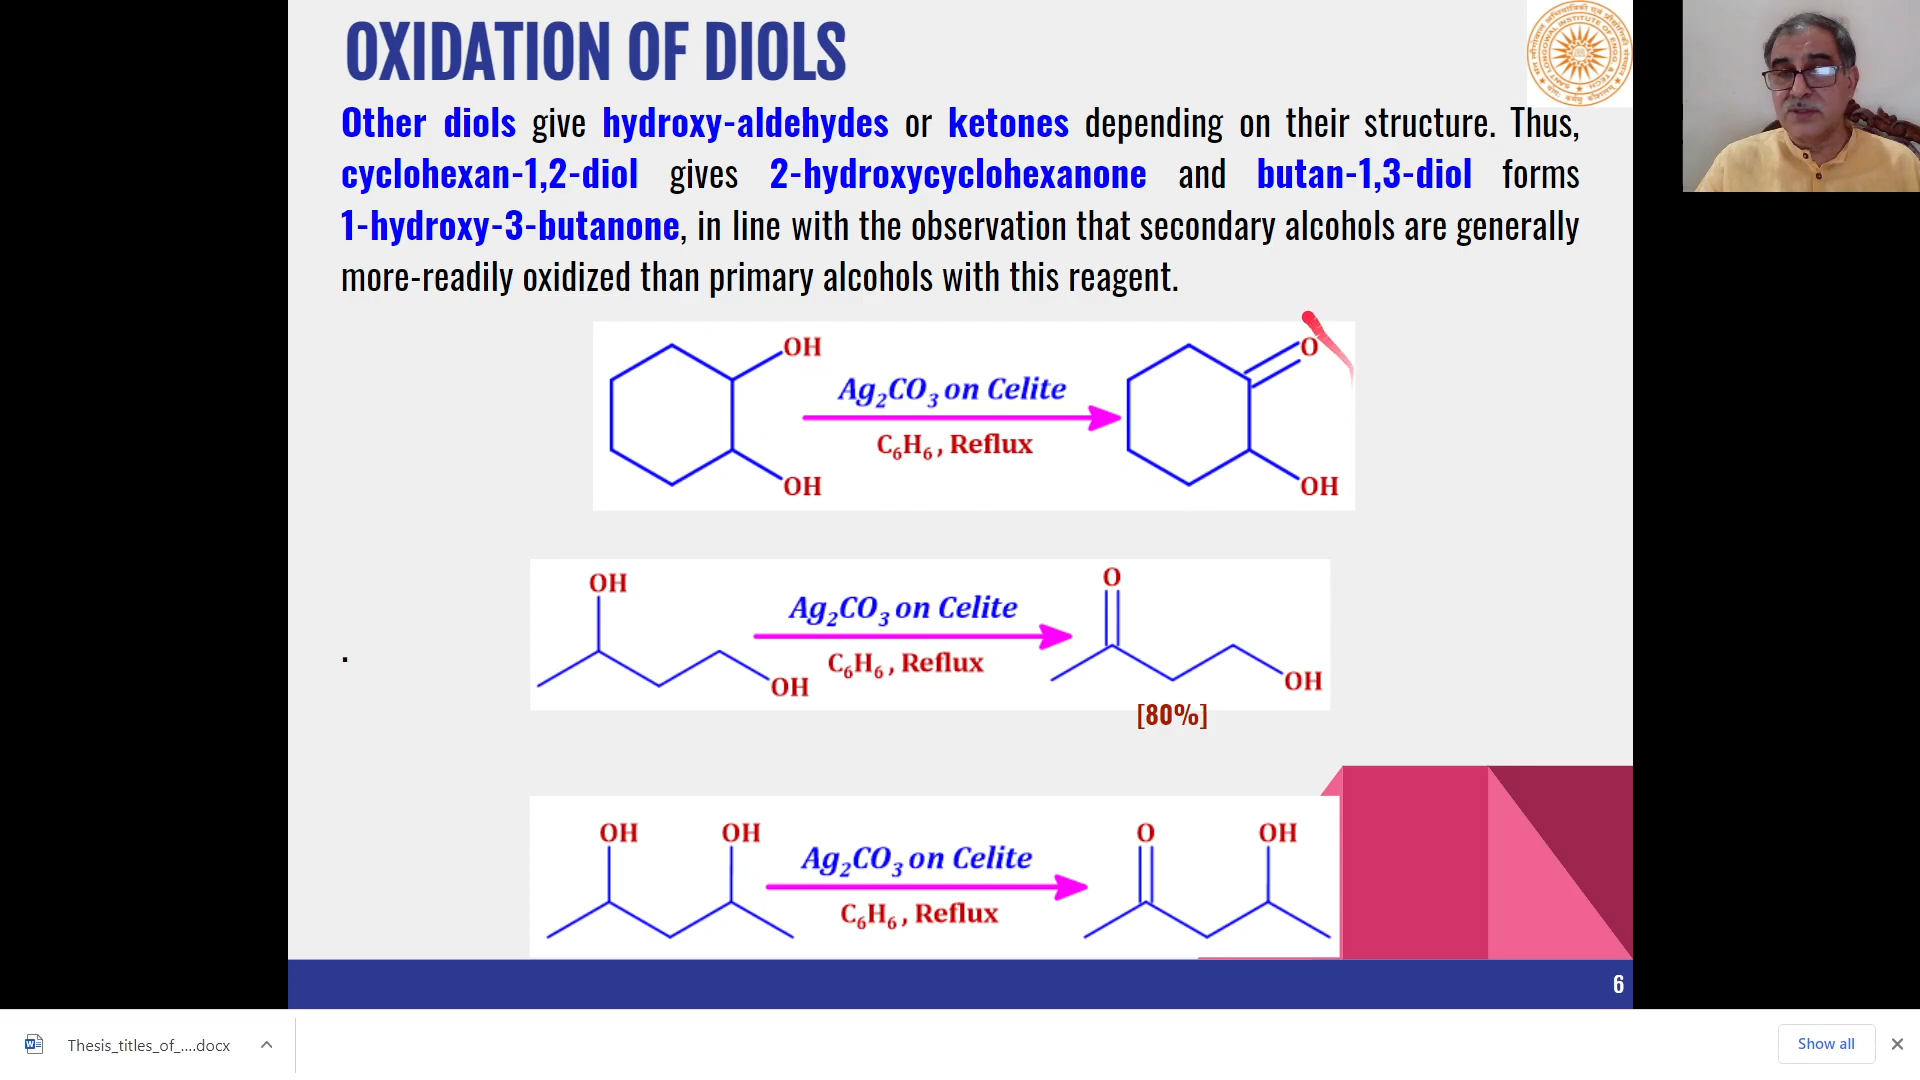 OXIDATION OF DIOLS
Other diols give hydroxy-aldehydes or ketones depending on their structure. Thus,
cyclohexan-1,2-diol gives 2-hydroxycyclohexanone and butan-1,3-diol forms
1-hydroxy-3-butanone, in line with the observation that secondary alcohols are generally
more-readily oxidized than primary alcohols with this reagent.
OH
Ag2CO3 on Celite
C6H6, Reflux
OH
O
OH
OH
Ag2CO3 on Celite
C6H6, Reflux
OH
O
OH
[80%]
.
OH OH
Ag2CO3 on Celite
C6H6, Reflux
O OH
6
Thesis_titles_of_....docx
Show all